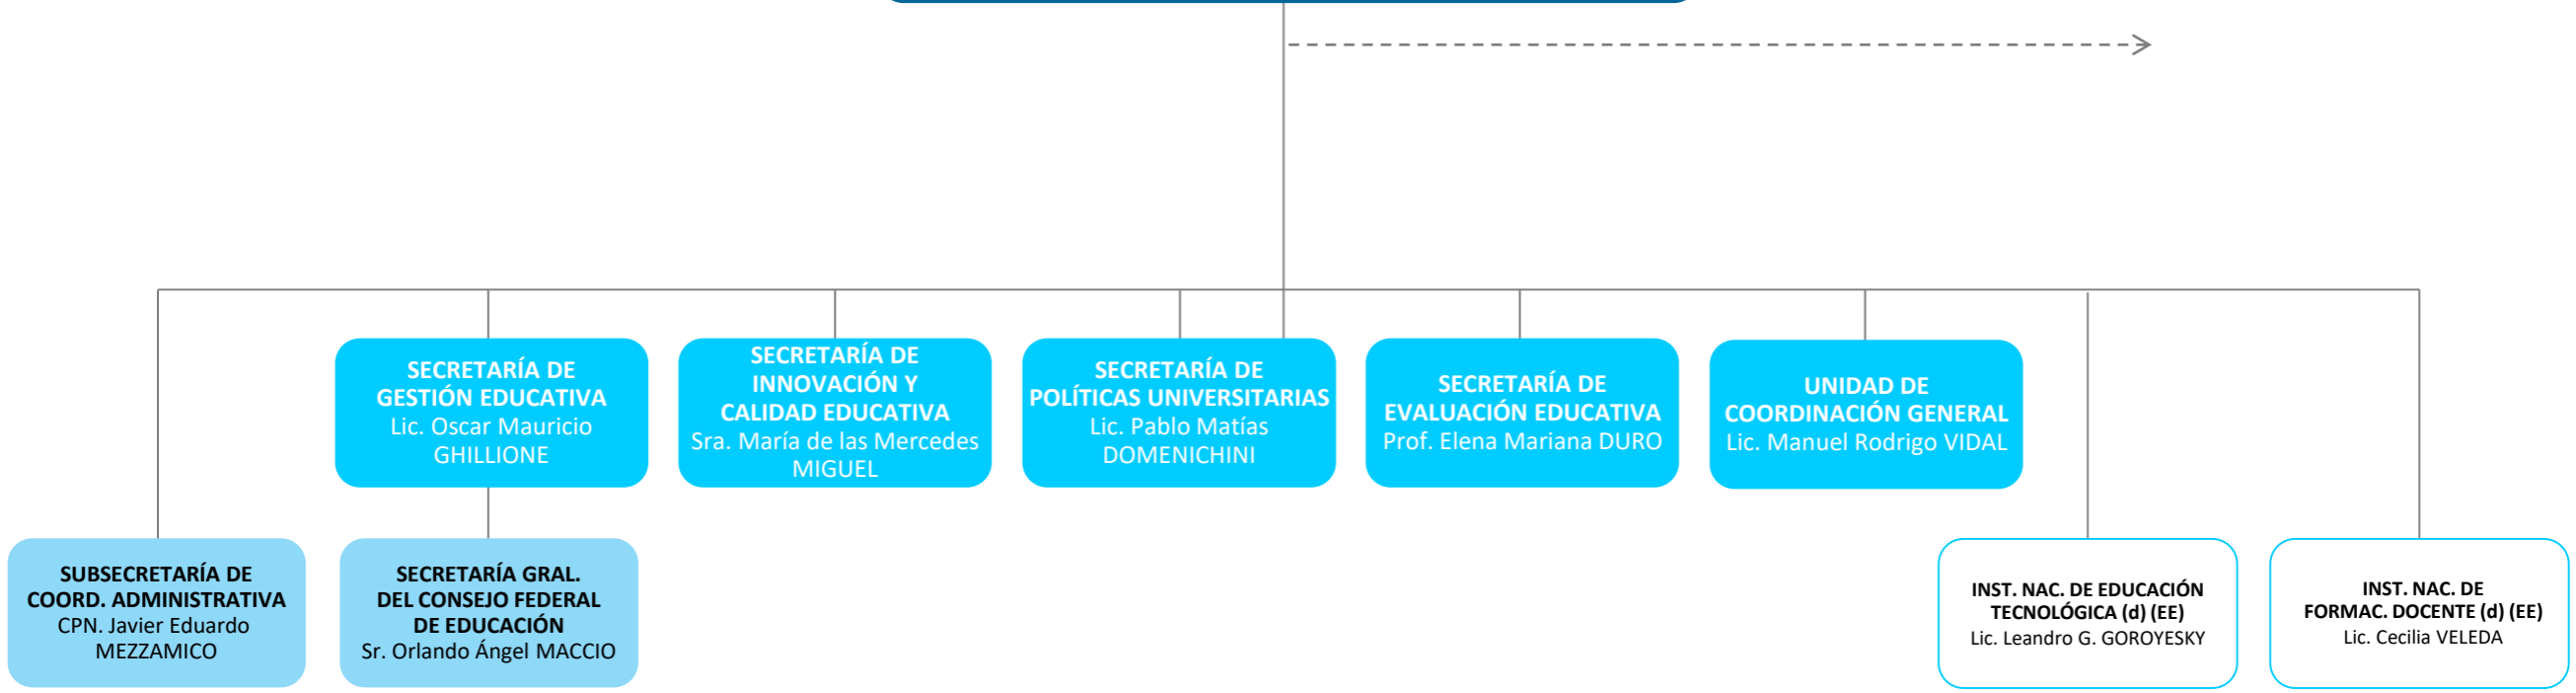 SECRETARÍA DE
GESTIÓN EDUCATIVA
Lic. Oscar Mauricio
GHILLIONE
SECRETARÍA DE
INNOVACIÓN Y
CALIDAD EDUCATIVA
Sra. María de las Mercedes
MIGUEL
SECRETARÍA DE
POLÍTICAS UNIVERSITARIAS
Lic. Pablo Matías
DOMENICHINI
SECRETARÍA DE
EVALUACIÓN EDUCATIVA
Prof. Elena Mariana DURO
UNIDAD DE
COORDINACIÓN GENERAL
Lic. Manuel Rodrigo VIDAL
SUBSECRETARÍA DE
COORD. ADMINISTRATIVA
CPN. Javier Eduardo
MEZZAMICO
SECRETARÍA GRAL.
DEL CONSEJO FEDERAL
DE EDUCACIÓN
Sr. Orlando Ángel MACCIO
INST. NAC. DE EDUCACIÓN
TECNOLÓGICA (d) (EE)
Lic. Leandro G. GOROYESKY
INST. NAC. DE
FORMAC. DOCENTE (d) (EE)
Lic. Cecilia VELEDA